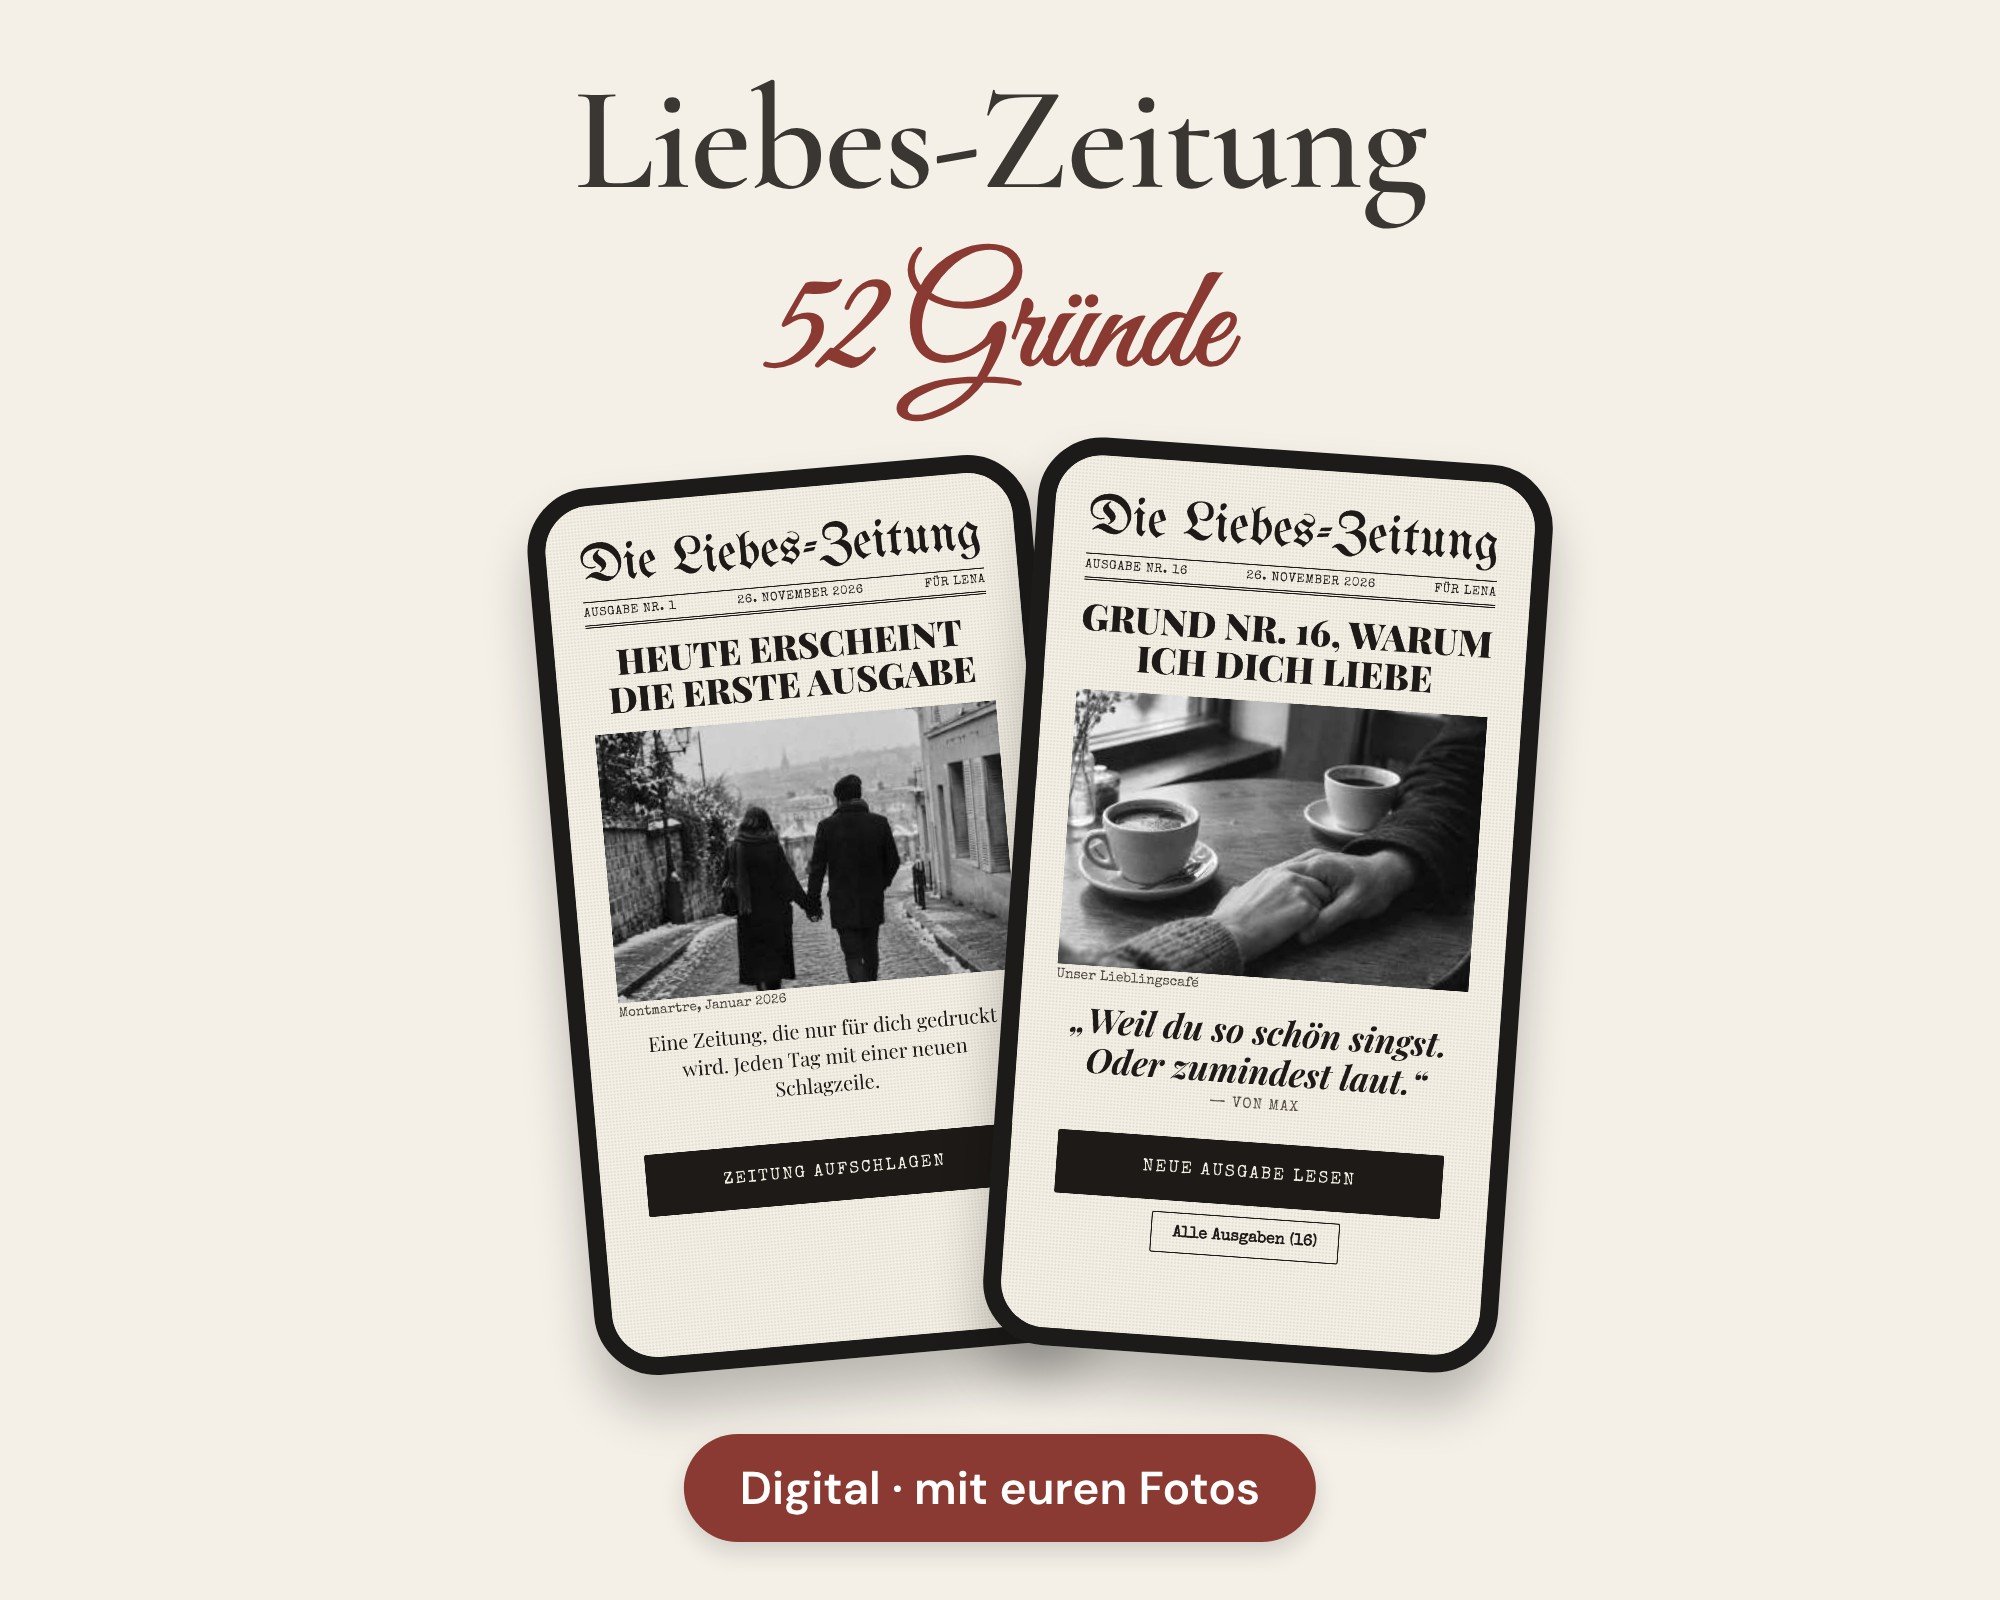 Liebes-Zeitung
52 Gründe
Die Liebes-Zeitung
AUSGABE NR. 1 26. NOVEMBER 2026 FÜR LENA
HEUTE ERSCHEINT
DIE ERSTE AUSGABE
Montmartre, Januar 2026
Eine Zeitung, die nur für dich gedruckt
wird. Jeden Tag mit einer neuen
Schlagzeile.
ZEITUNG AUFSCHLAGEN
Die Liebes-Zeitung
AUSGABE NR. 16 26. NOVEMBER 2026 FÜR LENA
GRUND NR. 16, WARUM
ICH DICH LIEBE
Unser Lieblingscafé
„Weil du so schön singst.
Oder zumindest laut.“
— VON MAX
NEUE AUSGABE LESEN
Alle Ausgaben (16)
Digital · mit euren Fotos